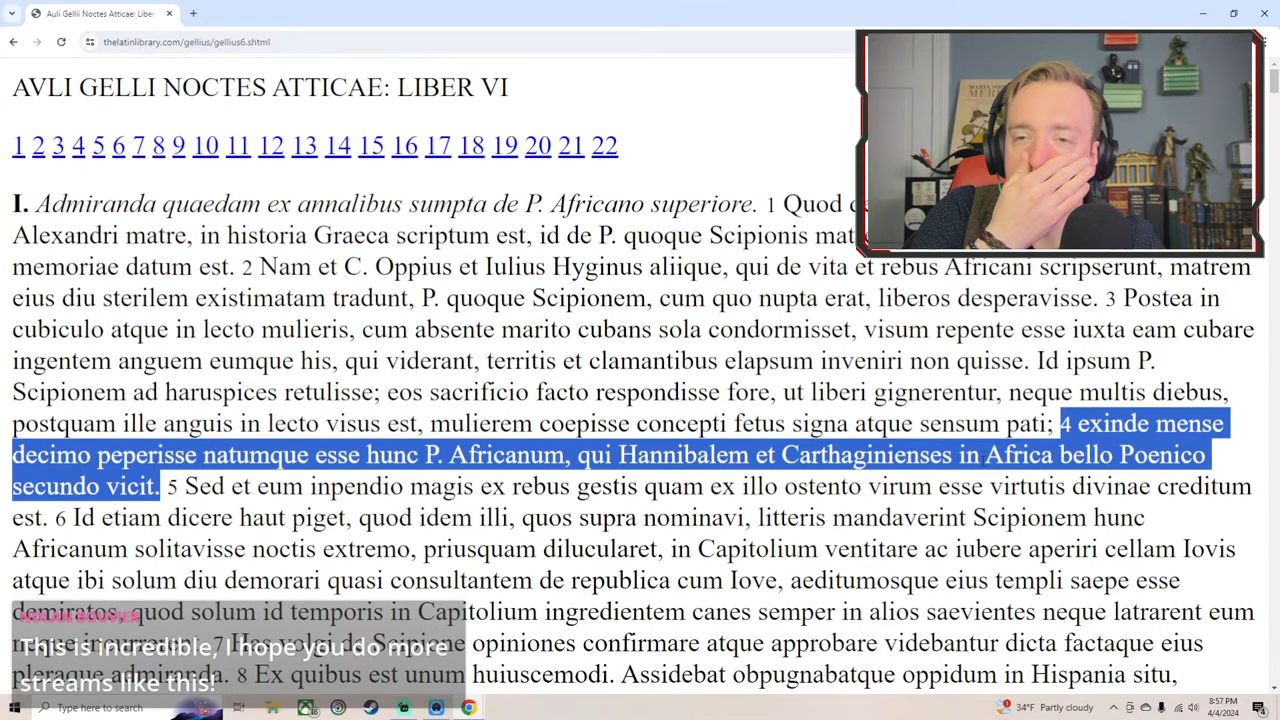 Auli Gellii Noctes Atticae: Liber
thelatinlibrary.com/gellius/gellius6.shtml
AVLI GELLI NOCTES ATTICAE: LIBER VI
1 2 3 4 5 6 7 8 9 10 11 12 13 14 15 16 17 18 19 20 21 22
I. Admiranda quaedam ex annalibus sumpta de P. Africano superiore. 1 Quod
Alexandri matre, in historia Graeca scriptum est, id de P. quoque Scipionis
memoriae datum est. 2 Nam et C. Oppius et Iulius Hyginus aliique, qui de vita et rebus Africani scripserunt, matrem
eius diu sterilem existimatam tradunt, P. quoque Scipionem, cum quo nupta erat, liberos desperavisse. 3 Postea in
cubiculo atque in lecto mulieris, cum absente marito cubans sola condormisset, visum repente esse iuxta eam cubare
ingentem anguem eumque his, qui viderant, territis et clamantibus elapsum inveniri non quisse. Id ipsum P.
Scipionem ad haruspices retulisse; eos sacrificio facto respondisse fore, ut liberi gignerentur, neque multis diebus,
postquam ille anguis in lecto visus est, mulierem coepisse concepti fetus signa atque sensum pati; 4 exinde mense
decimo peperisse natumque esse hunc P. Africanum, qui Hannibalem et Carthaginienses in Africa bello Poenico
secundo vicit. 5 Sed et eum inpendio magis ex rebus gestis quam ex illo ostento virum esse virtutis divinae creditum
est. 6 Id etiam dicere haut piget, quod idem illi, quos supra nominavi, litteris mandaverint Scipionem hunc
Africanum solitavisse noctis extremo, priusquam dilucularet, in Capitolium ventitare ac iubere aperiri cellam Iovis
atque ibi solum diu demorari quasi consultantem de republica cum Iove, aeditumosque eius templi saepe esse
demiratos, quod solum id temporis in Capitolium ingredientem canes semper in alios saevientes neque latrarent eum
neque incurrerent. 7 Has volgi de Scipione opiniones confirmare atque approbare videbantur dicta factaque eius
pleraque admiranda. 8 Ex quibus est unum huiuscemodi. Assidebat obpugnabatque oppidum in Hispania situ,
NOLAN BOUVIER
This is incredible, I hope you do more
streams like this!
Type here to search
34°F Partly cloudy
8:57 PM
4/4/2024